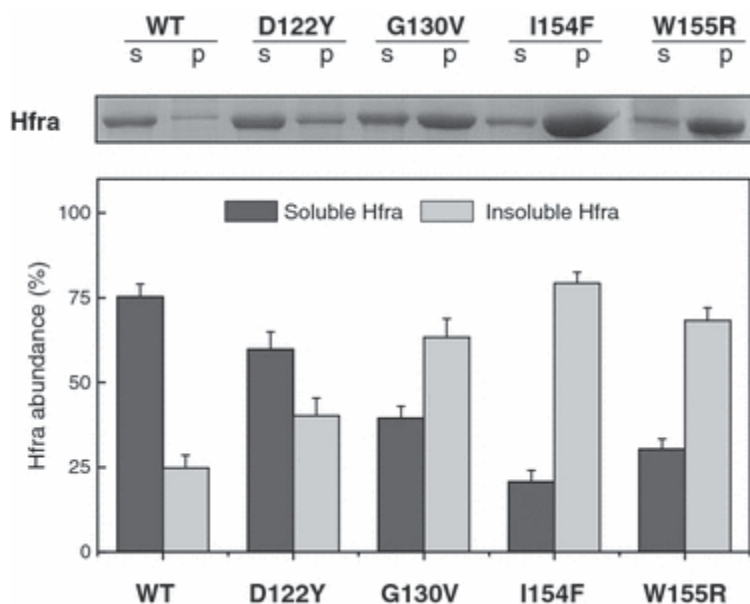 WT D122Y G130V I154F W155R
s p s p s p s p s p
Hfra
100
Soluble Hfra Insoluble Hfra
75
50
25
0
Hfra abundance (%)
WT D122Y G130V I154F W155R